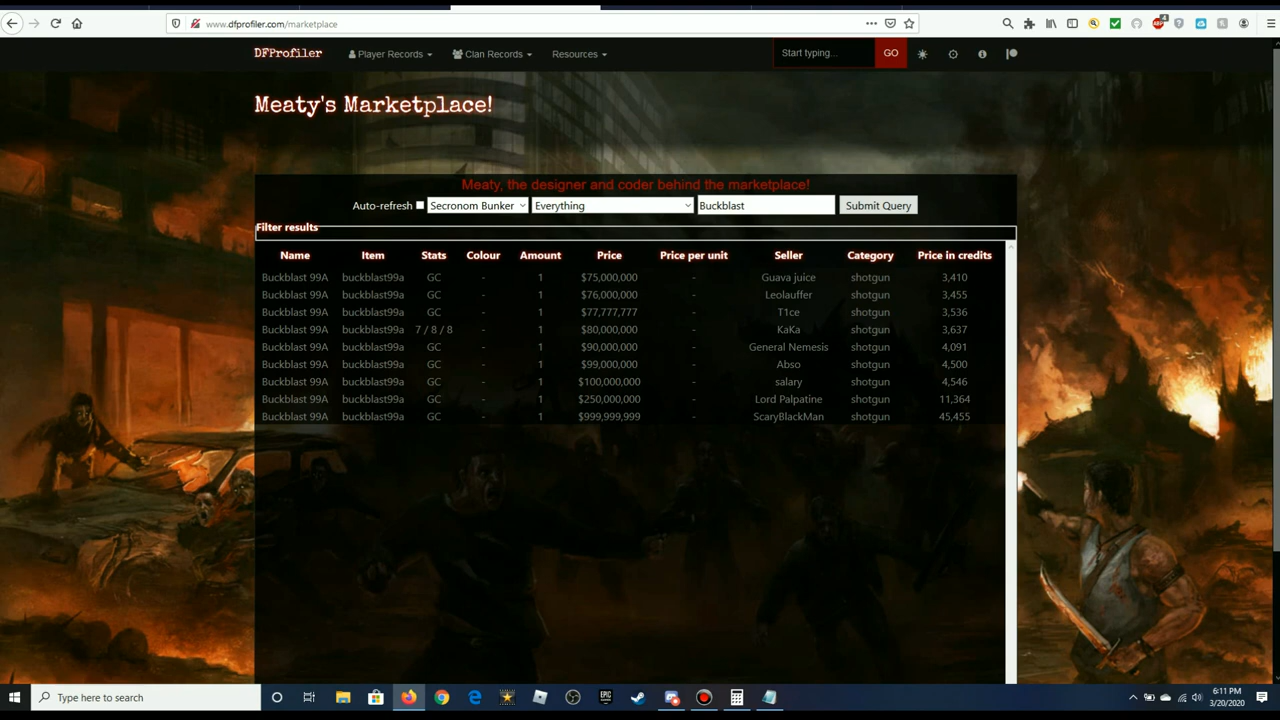 www.dfprofiler.com/marketplace
4
DFProfiler Player Records Clan Records Resources Start typing... GO
Meaty's Marketplace!
Meaty, the designer and coder behind the marketplace!
Auto-refresh Secronom Bunker Everything Buckblast Submit Query
Filter results
Name Item Stats Colour Amount Price Price per unit Seller Category Price in credits
Buckblast 99A buckblast99a GC - 1 $75,000,000 - Guava juice shotgun 3,410
Buckblast 99A buckblast99a GC - 1 $76,000,000 - Leolauffer shotgun 3,455
Buckblast 99A buckblast99a GC - 1 $77,777,777 - T1ce shotgun 3,536
Buckblast 99A buckblast99a 7 / 8 / 8 - 1 $80,000,000 - KaKa shotgun 3,637
Buckblast 99A buckblast99a GC - 1 $90,000,000 - General Nemesis shotgun 4,091
Buckblast 99A buckblast99a GC - 1 $99,000,000 - Abso shotgun 4,500
Buckblast 99A buckblast99a GC - 1 $100,000,000 - salary shotgun 4,546
Buckblast 99A buckblast99a GC - 1 $250,000,000 - Lord Palpatine shotgun 11,364
Buckblast 99A buckblast99a GC - 1 $999,999,999 - ScaryBlackMan shotgun 45,455
Type here to search EPIC 6:11 PM
3/20/2020